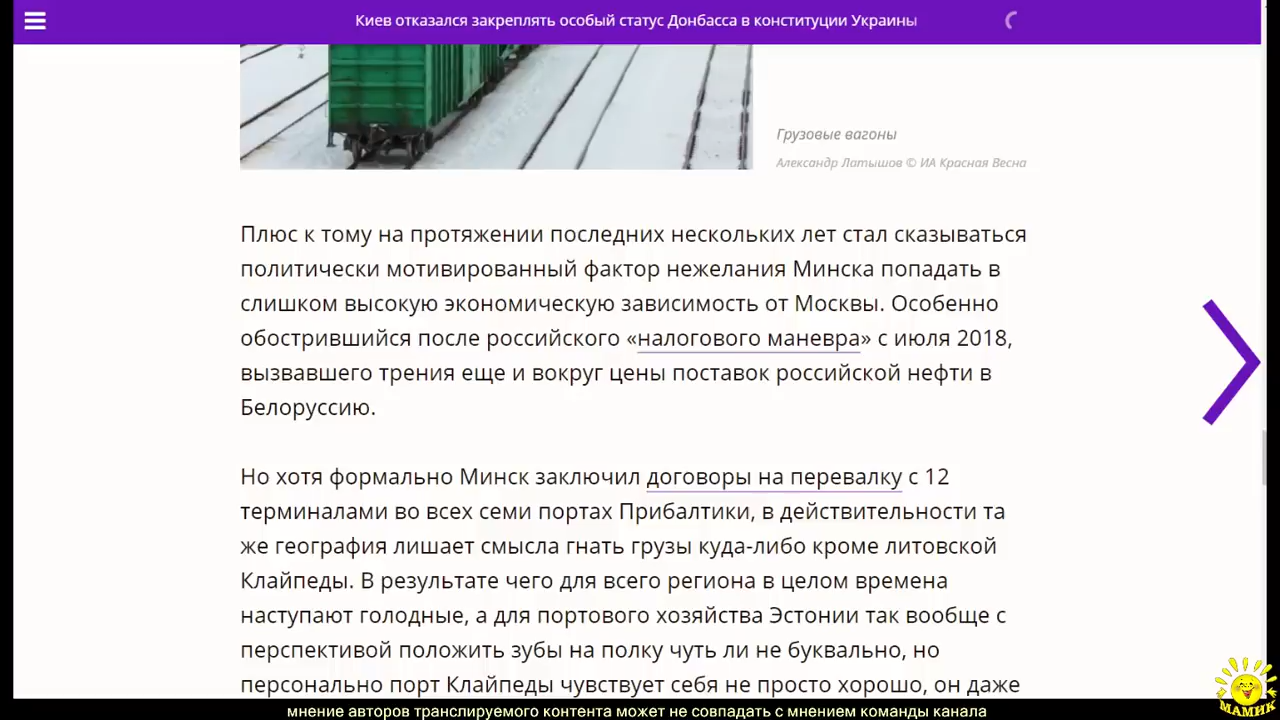 Киев отказался закреплять особый статус Донбасса в конституции Украины
Грузовые вагоны
Александр Латышов © ИА Красная Весна
Плюс к тому на протяжении последних нескольких лет стал сказываться
политически мотивированный фактор нежелания Минска попадать в
слишком высокую экономическую зависимость от Москвы. Особенно
обострившийся после российского «налогового маневра» с июля 2018,
вызвавшего трения еще и вокруг цены поставок российской нефти в
Белоруссию.
Но хотя формально Минск заключил договоры на перевалку с 12
терминалами во всех семи портах Прибалтики, в действительности та
же география лишает смысла гнать грузы куда-либо кроме литовской
Клайпеды. В результате чего для всего региона в целом времена
наступают голодные, а для портового хозяйства Эстонии так вообще с
перспективой положить зубы на полку чуть ли не буквально, но
персонально порт Клайпеды чувствует себя не просто хорошо, он даже
МАМИК
мнение авторов транслируемого контента может не совпадать с мнением команды канала